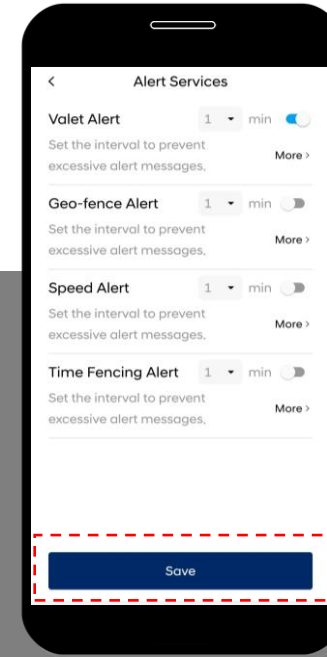 Alert Services
Valet Alert 1 min
Set the interval to prevent
excessive alert messages,
More >
Geo-fence Alert 1 min
Set the interval to prevent
excessive alert messages,
More >
Speed Alert 1 min
Set the interval to prevent
excessive alert messages,
More >
Time Fencing Alert 1 min
Set the interval to prevent
excessive alert messages,
More >
Save